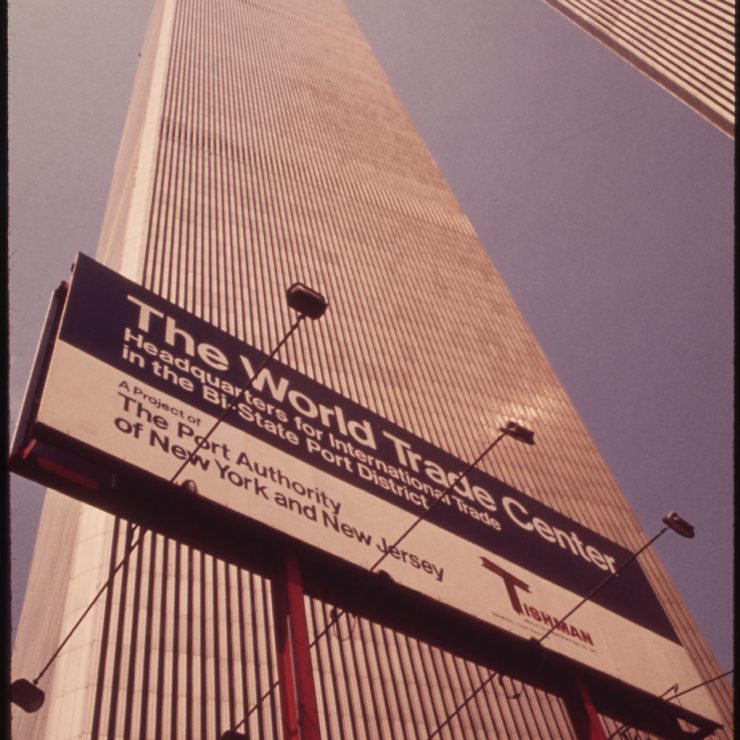 The World Trade Center
Headquarters for International Trade
in the Bi-State Port District
A Project of
The Port Authority
of New York and New Jersey
TISHMAN